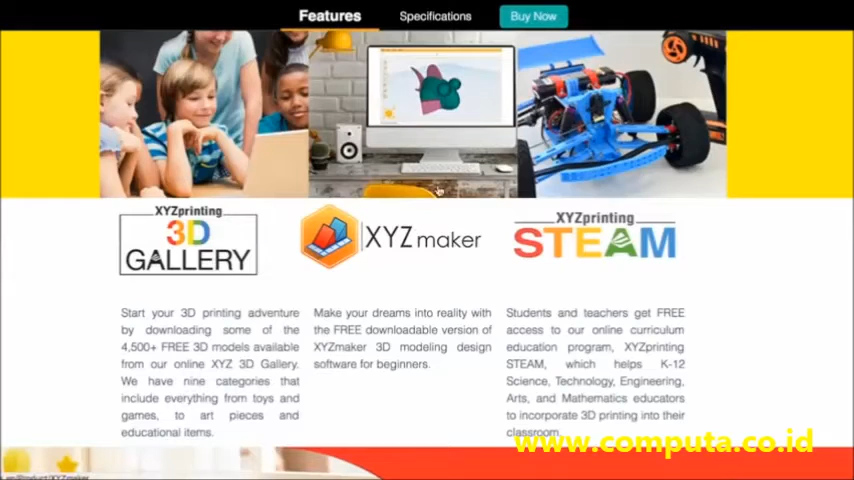 Features
Specifications
Buy Now
XYZprinting
3D
GALLERY
XYZmaker
XYZprinting
STEAM
Start your 3D printing adventure
by downloading some of the
4,500+ FREE 3D models available
from our online XYZ 3D Gallery.
We have nine categories that
include everything from toys and
games, to art pieces and
educational items.
Make your dreams into reality with
the FREE downloadable version of
XYZmaker 3D modeling design
software for beginners.
Students and teachers get FREE
access to our online curriculum
education program, XYZprinting
STEAM, which helps K-12
Science, Technology, Engineering,
Arts, and Mathematics educators
to incorporate 3D printing into their
classroom.
www.computa.co.id